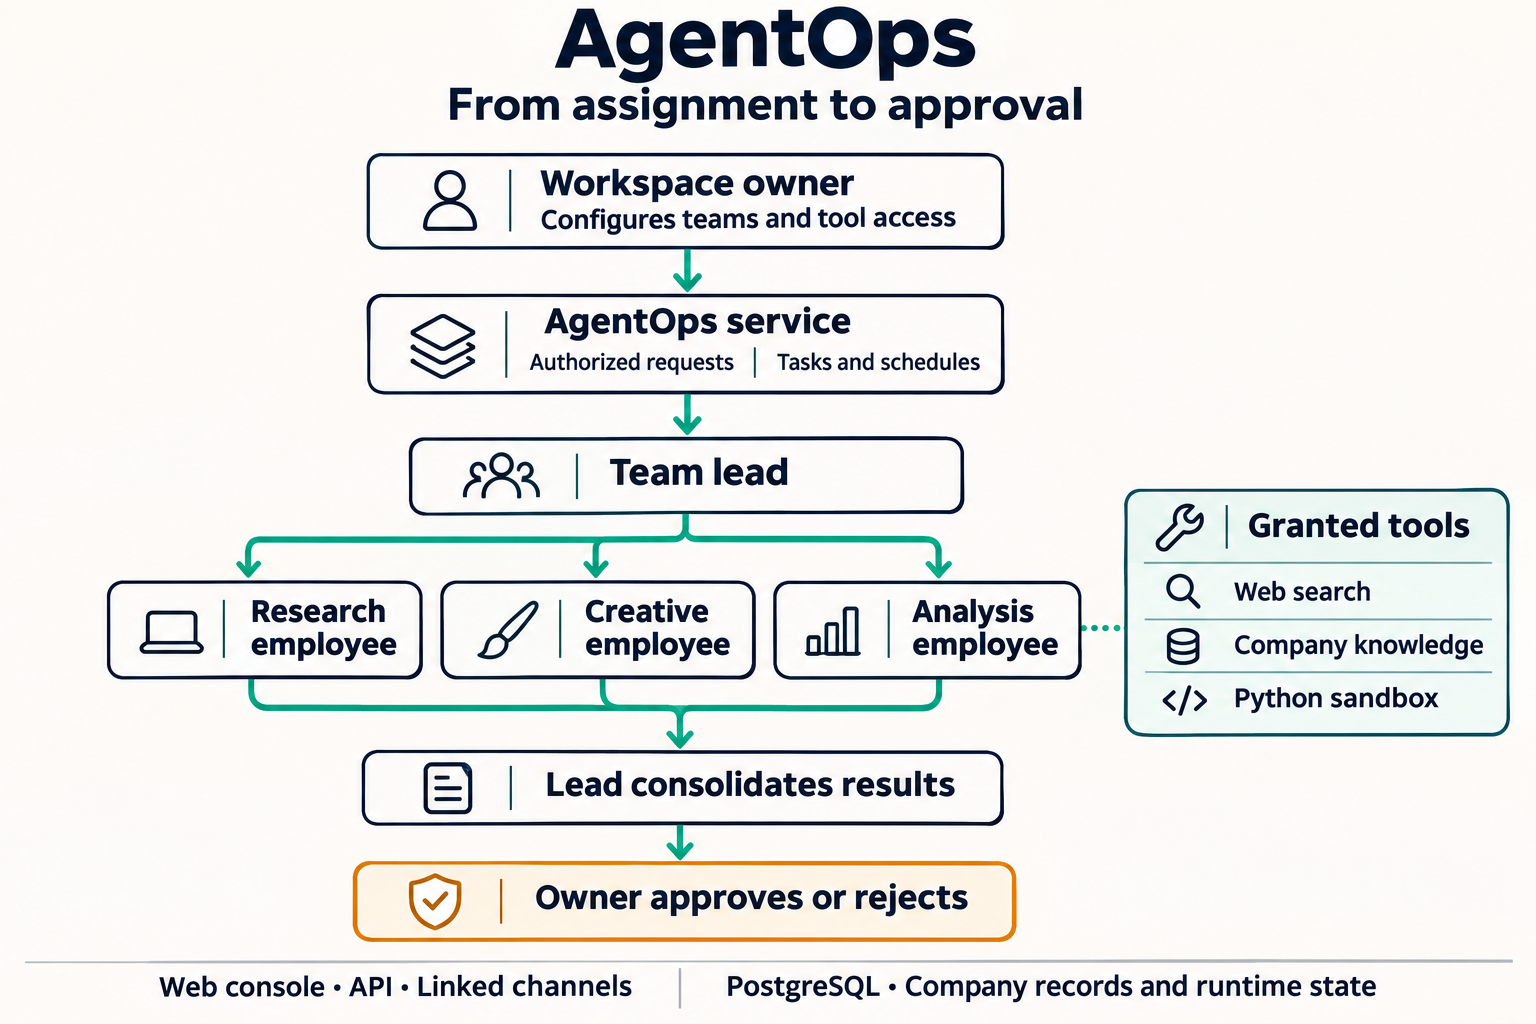 AgentOps
From assignment to approval
Workspace owner
Configures teams and tool access
AgentOps service
Authorized requests | Tasks and schedules
Team lead
Research
employee
Creative
employee
Analysis
employee
Granted tools
Web search
Company knowledge
</> Python sandbox
Lead consolidates results
Owner approves or rejects
Web console • API • Linked channels
PostgreSQL • Company records and runtime state